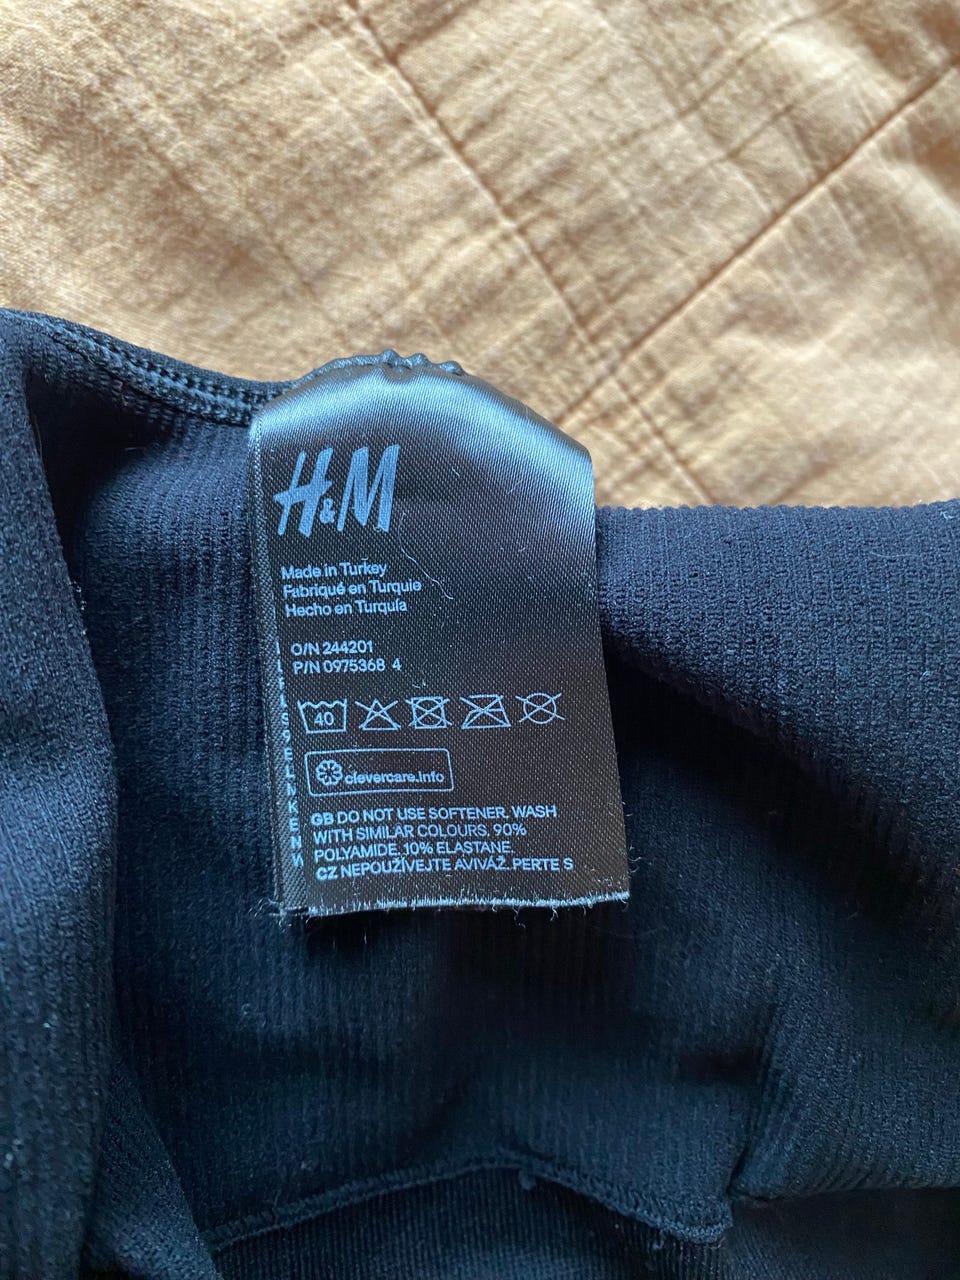 H&M
Made in Turkey
Fabriqué en Turquie
Hecho en Turquía
O/N 244201
P/N 0975368 4
40
clevercare.info
GB DO NOT USE SOFTENER. WASH
WITH SIMILAR COLOURS. 90%
POLYAMIDE. 10% ELASTANE.
CZ NEPOUŽÍVEJTE AVIVÁŽ. PERTE S